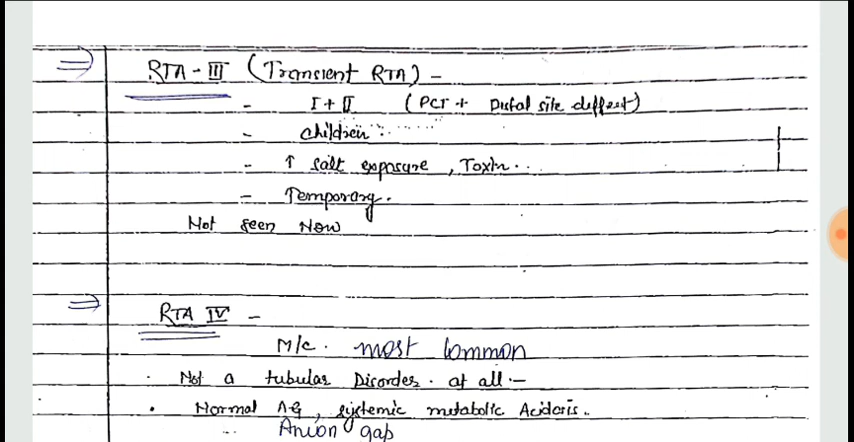 ⇒ RTA - III (Transient RTA) -
- I + II (PCT + Distal site deffect)
- children.
- ↑ salt exposure, Toxin..
- Temporary.
Not seen Now
⇒ RTA IV -
M/c. most common
· Not a tubular Disorder. at all.-
• Normal AG, systemic metabolic Acidosis.
Anion gap